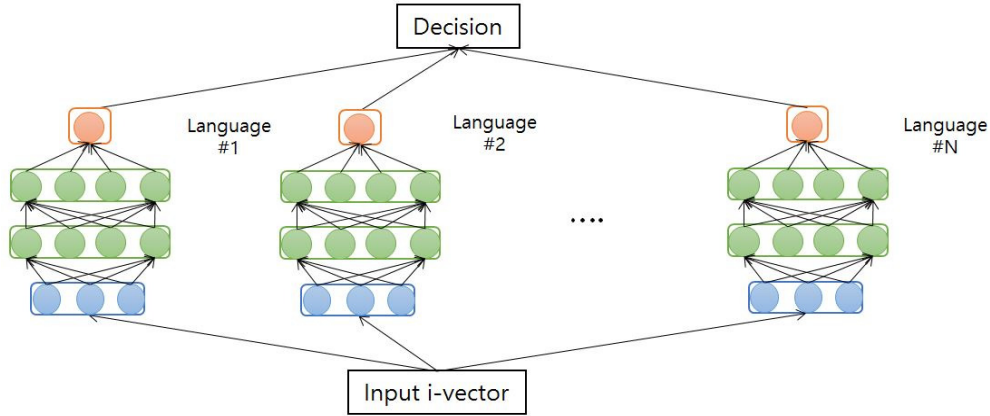 Decision
Language
#1
Language
#2
Language
#N
....
Input i-vector